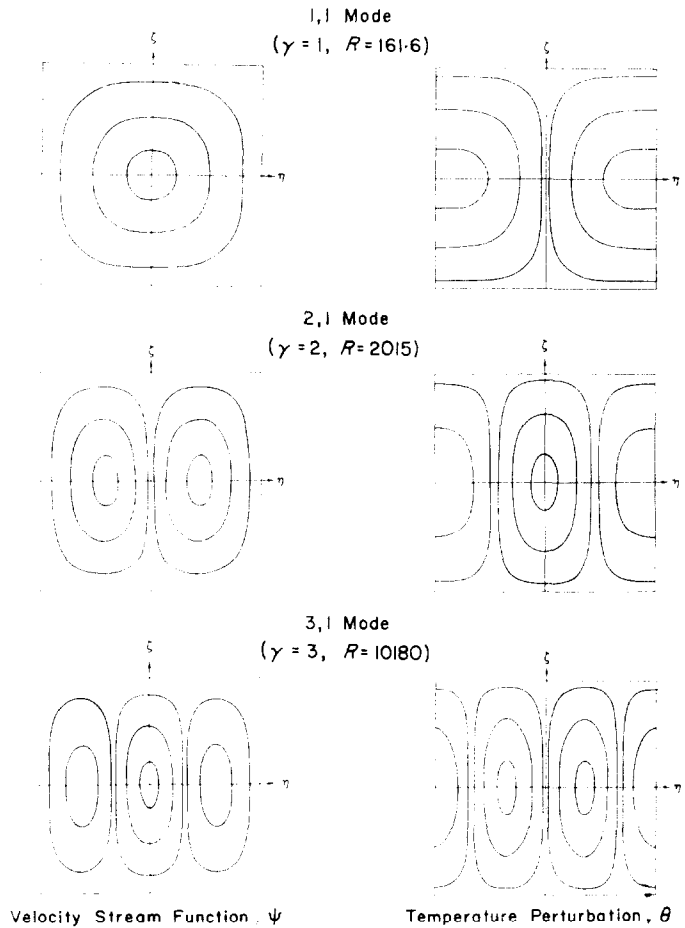 1,1 Mode
(γ = 1, R = 161·6)
ζ
ζ
η
η
2,1 Mode
(γ = 2, R = 2015)
ζ
ζ
η
η
3,1 Mode
(γ = 3, R = 10180)
ζ
ζ
η
η
Velocity Stream Function, ψ
Temperature Perturbation, θ